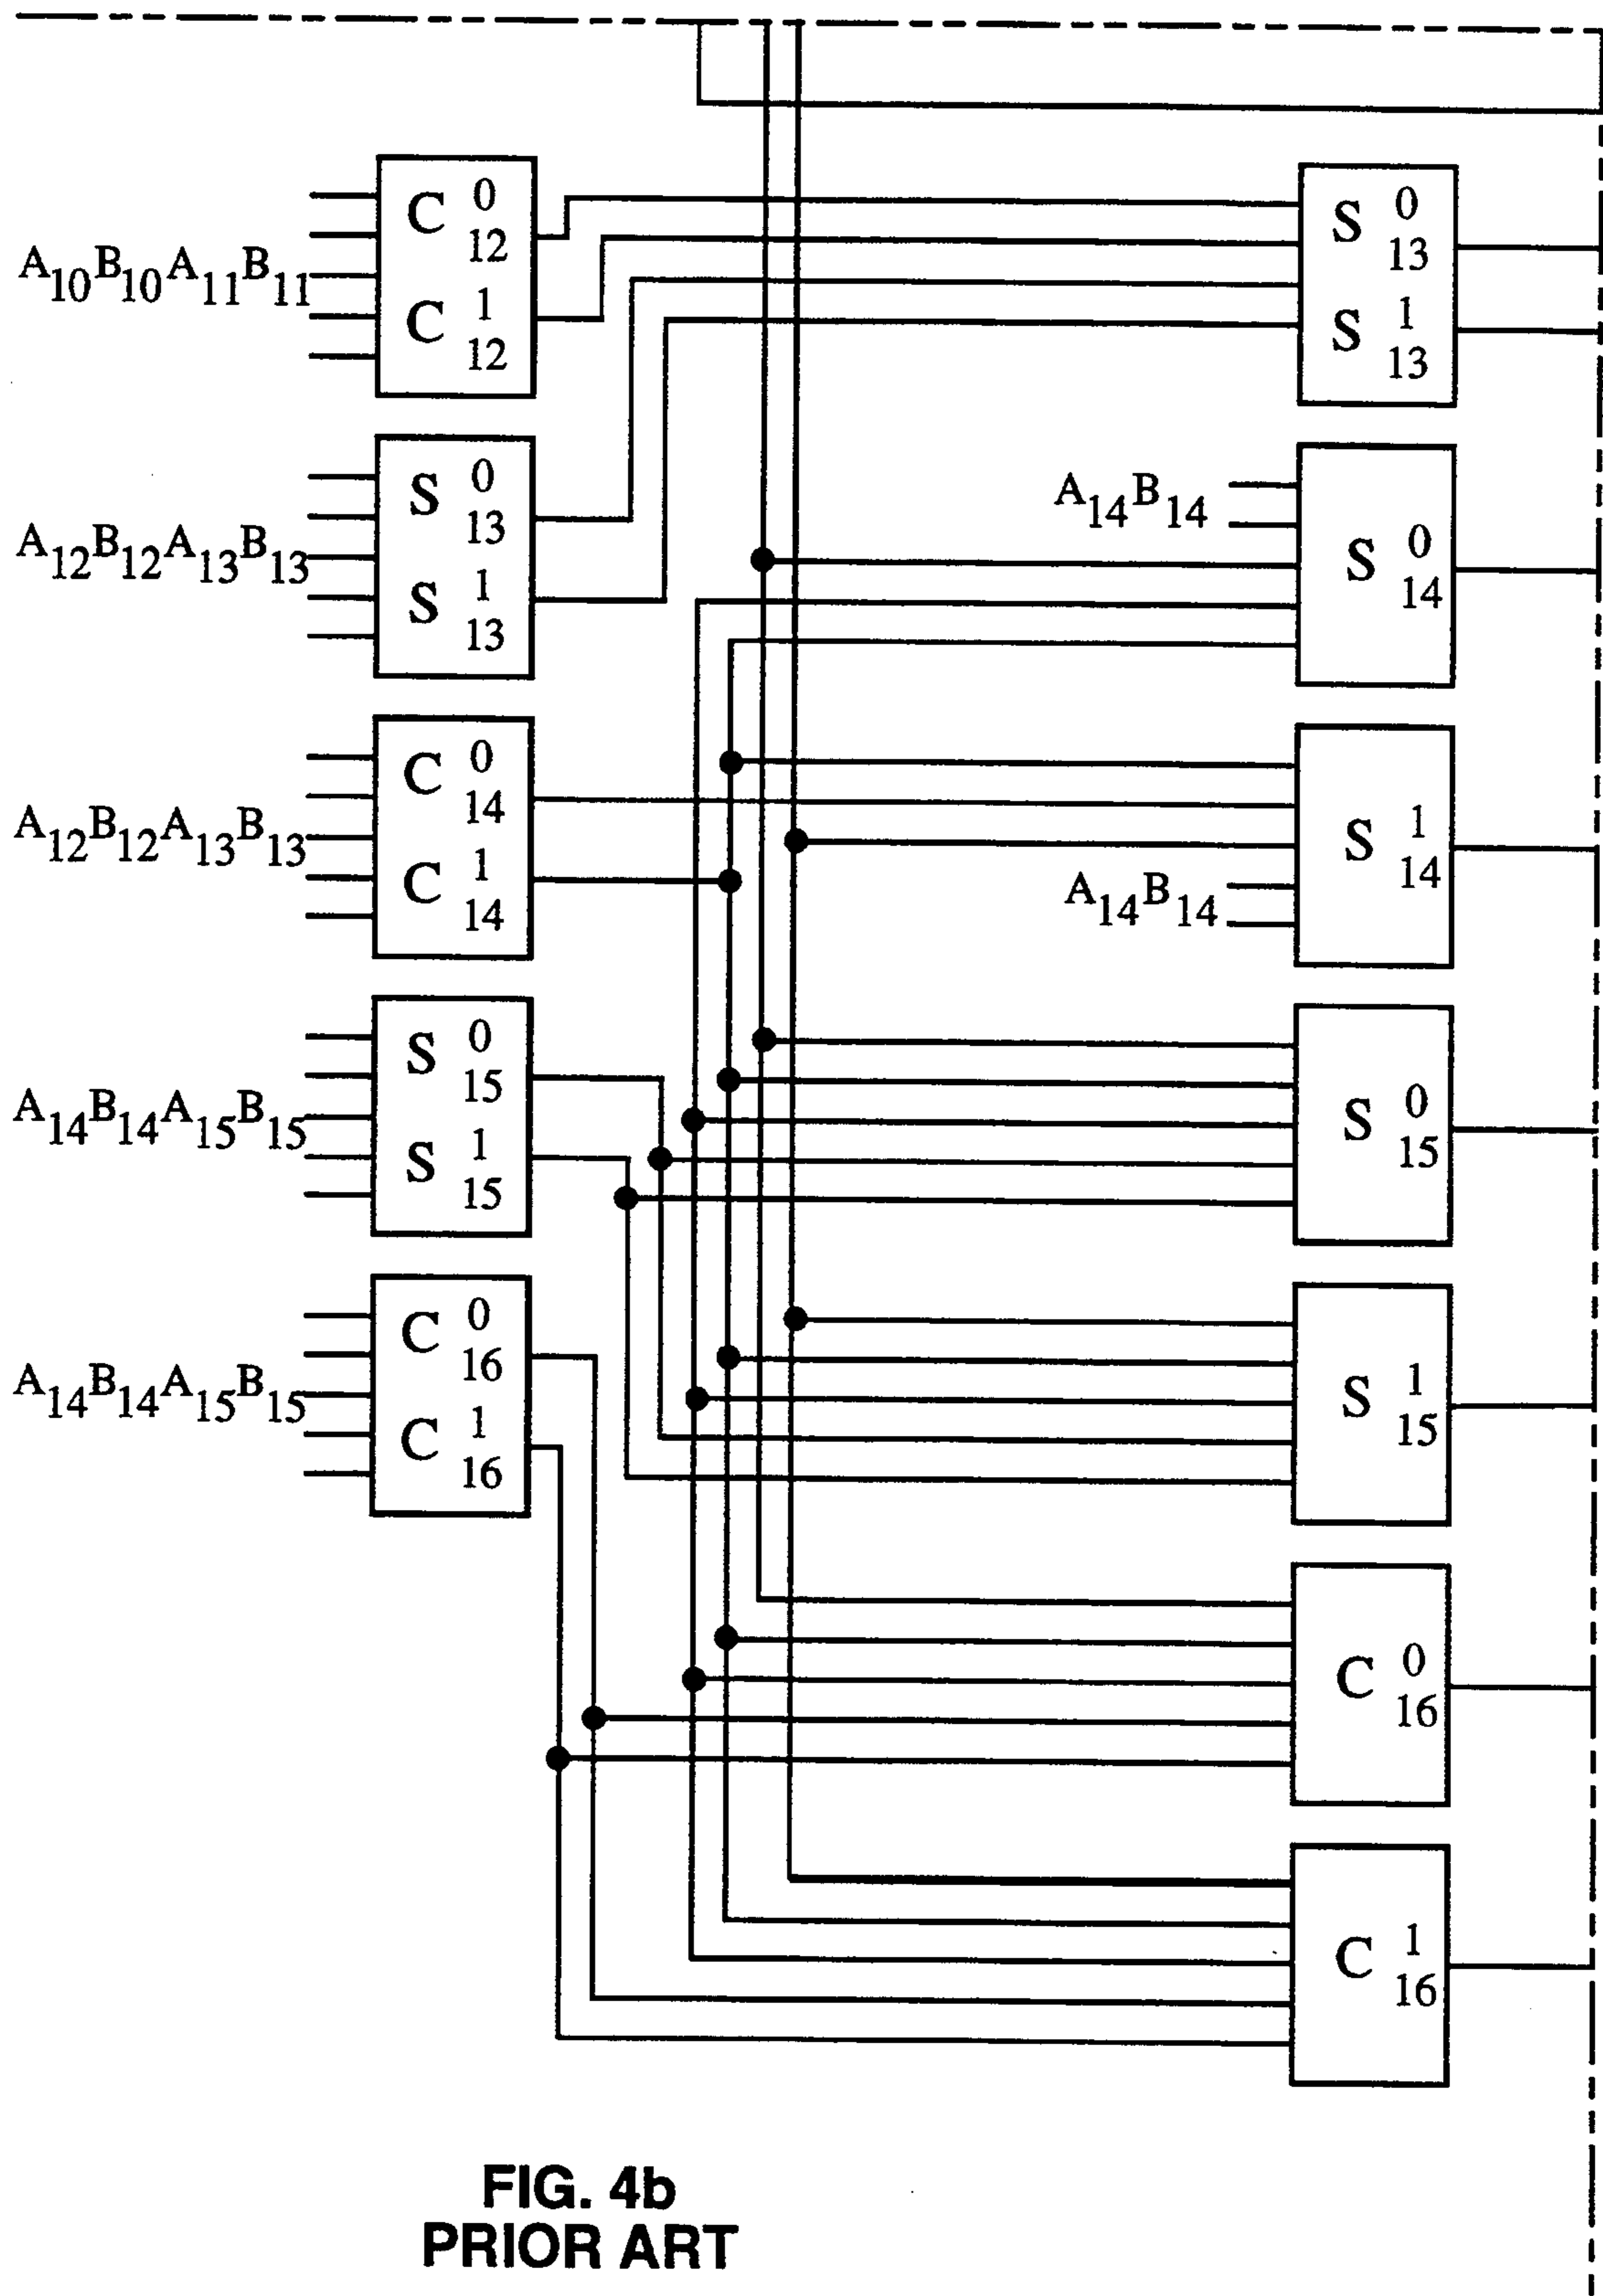 A10B10A11B11
C 0 12
C 1 12
S 0 13
S 1 13
A12B12A13B13
S 0 13
S 1 13
A14B14
S 0 14
A12B12A13B13
C 0 14
C 1 14
S 1 14
A14B14
A14B14A15B15
S 0 15
S 1 15
S 0 15
A14B14A15B15
C 0 16
C 1 16
S 1 15
C 0 16
C 1 16
FIG. 4b
PRIOR ART